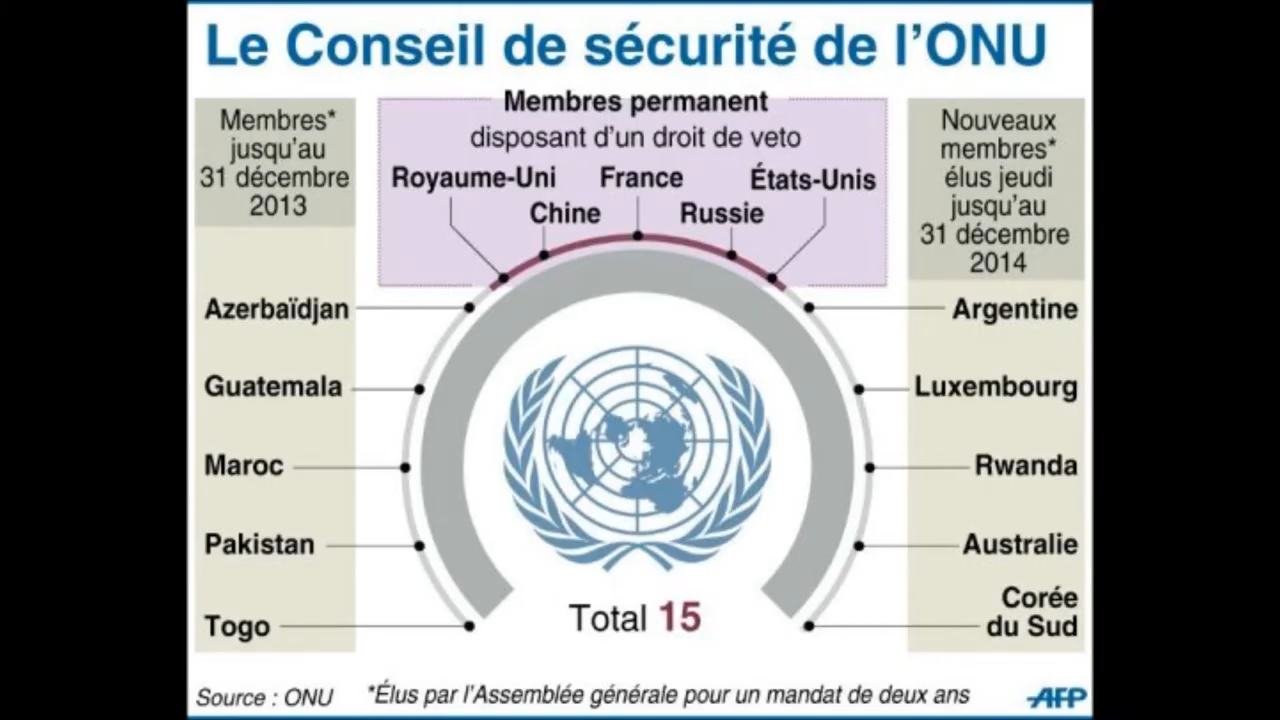 Le Conseil de sécurité de l'ONU
Membres*
jusqu'au
31 décembre
2013
Membres permanent
disposant d'un droit de veto
Royaume-Uni
France
États-Unis
Chine
Russie
Nouveaux
membres*
élus jeudi
jusqu'au
31 décembre
2014
Azerbaïdjan
Guatemala
Maroc
Pakistan
Togo
Argentine
Luxembourg
Rwanda
Australie
Corée
du Sud
Total 15
Source : ONU
*Élus par l'Assemblée générale pour un mandat de deux ans
AFP